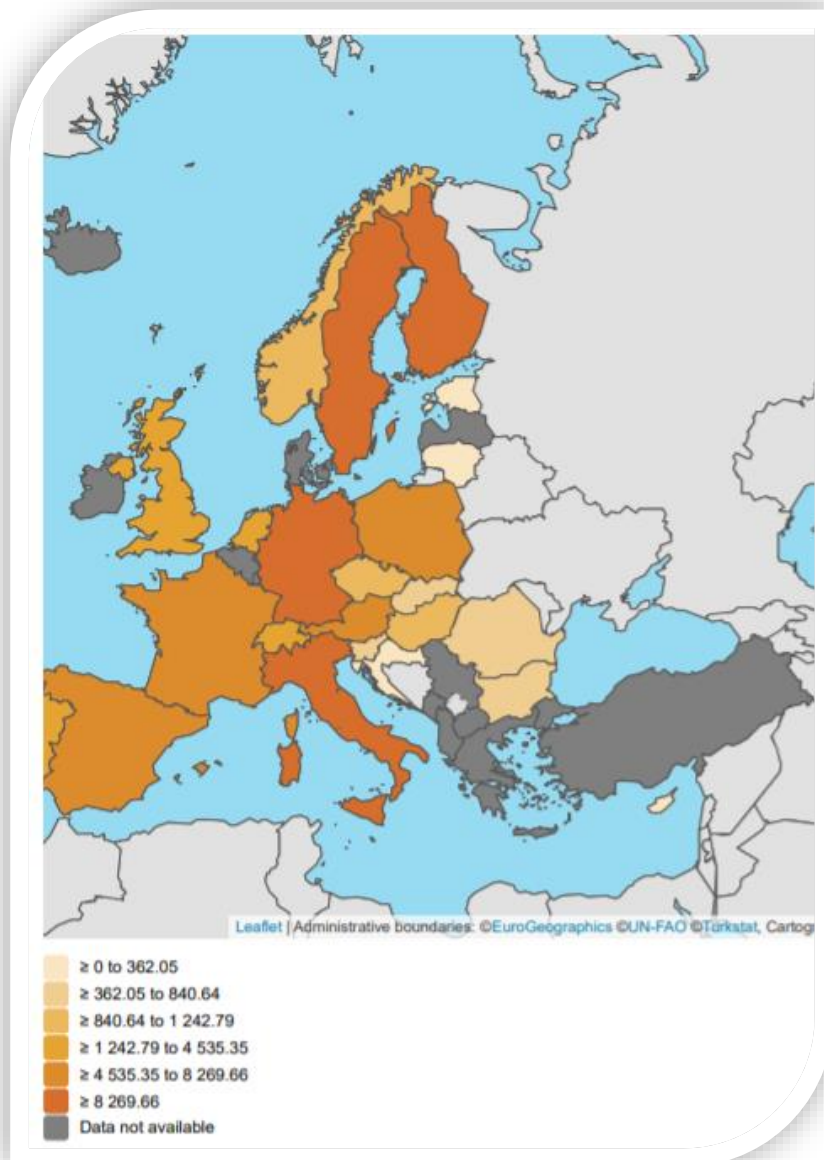 Leaflet | Administrative boundaries: ©EuroGeographics ©UN-FAO ©Turkstat, Cartogr
≥ 0 to 362.05
≥ 362.05 to 840.64
≥ 840.64 to 1 242.79
≥ 1 242.79 to 4 535.35
≥ 4 535.35 to 8 269.66
≥ 8 269.66
Data not available